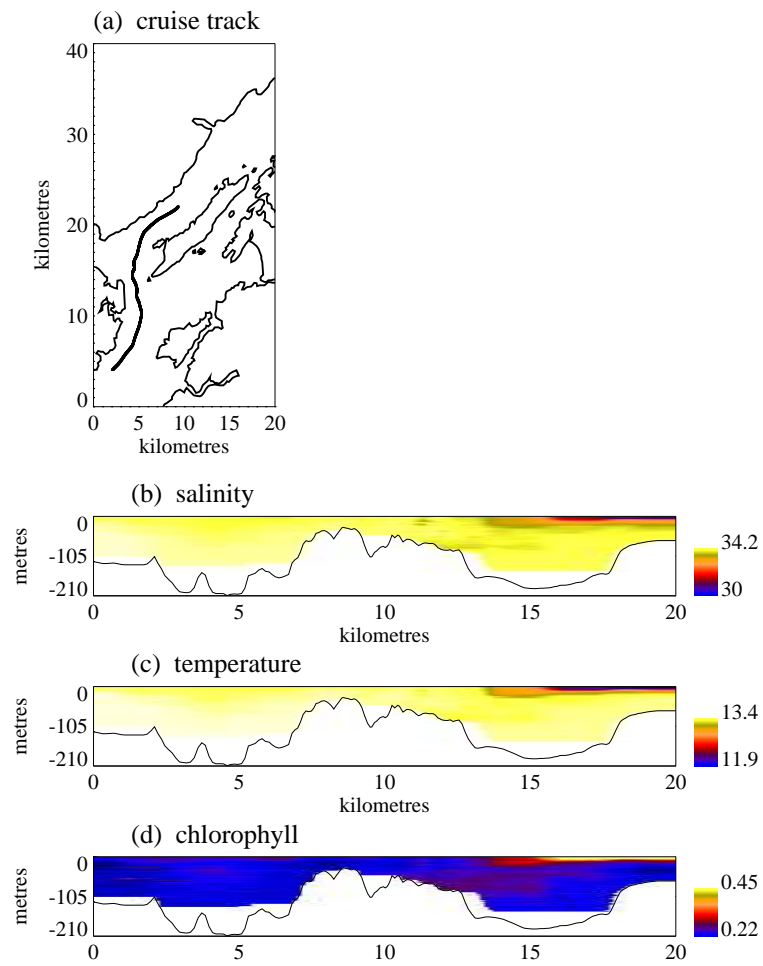 (a) cruise track
40
30
20
10
0
kilometres
0 5 10 15 20
kilometres
(b) salinity
metres
0
-105
-210
0 5 10 15 20
kilometres
34.2
30
(c) temperature
metres
0
-105
-210
0 5 10 15 20
kilometres
13.4
11.9
(d) chlorophyll
metres
0
-105
-210
0 5 10 15 20
0.45
0.22